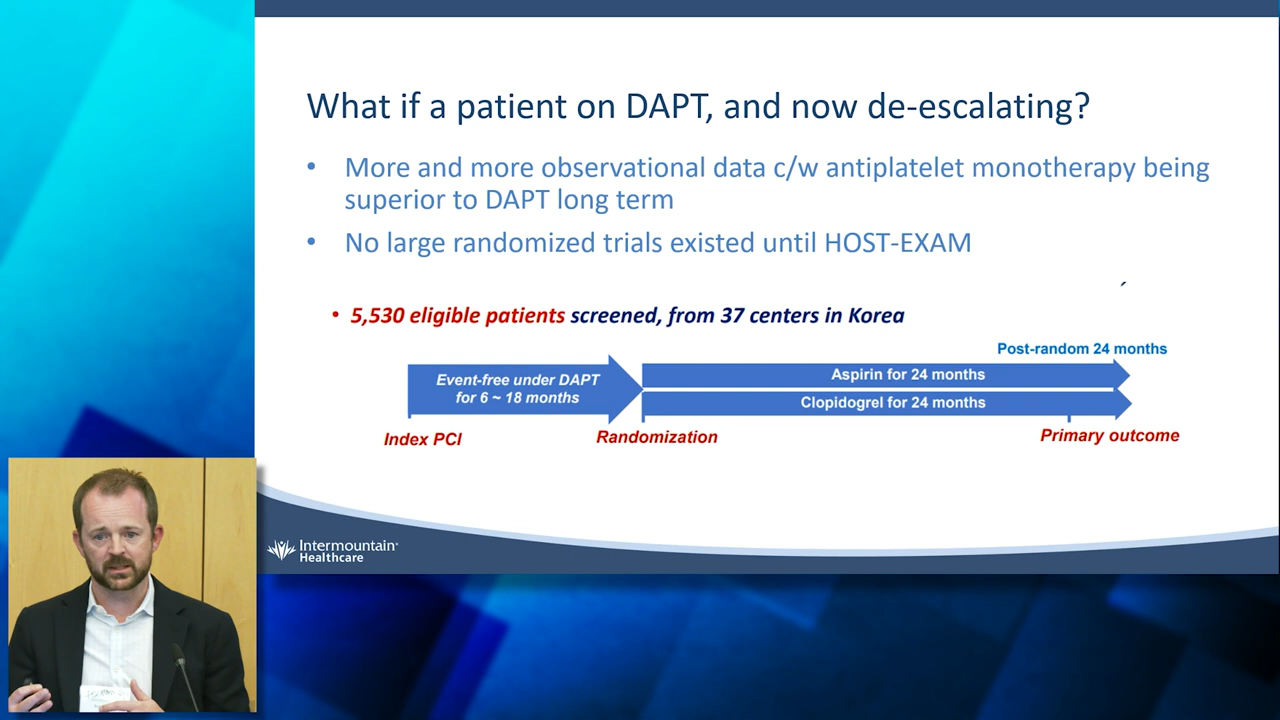 What if a patient on DAPT, and now de-escalating?
• More and more observational data c/w antiplatelet monotherapy being
superior to DAPT long term
• No large randomized trials existed until HOST-EXAM
• 5,530 eligible patients screened, from 37 centers in Korea
Post-random 24 months
Event-free under DAPT
for 6 ~ 18 months
Aspirin for 24 months
Clopidogrel for 24 months
Index PCI
Randomization
Primary outcome
Intermountain
Healthcare